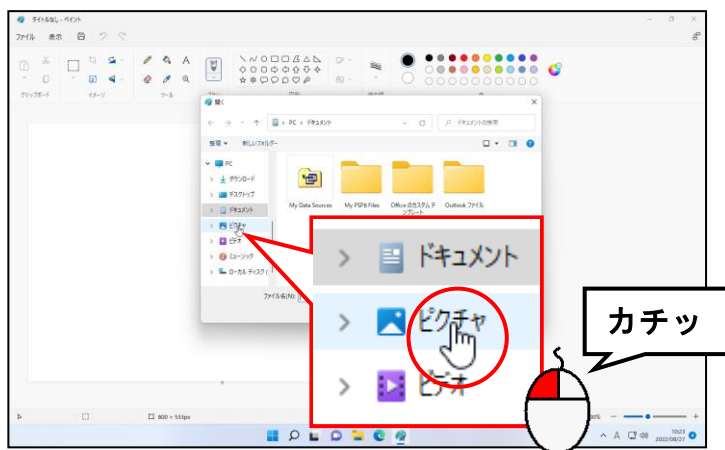 タイトルなし - ペイント
ファイル 表示
クリップボード イメージ ツール
開く
PC › ドキュメント
ドキュメントの検索
整理 新しいフォルダー
PC
ダウンロード
デスクトップ
ドキュメント
ピクチャ
ビデオ
ミュージック
ローカル ディスク (
My Data Sources
My PSP8 Files
Office のカスタム テ
ンプレート
Outlook ファイル
ファイル名(N):
ドキュメント
ピクチャ
ビデオ
カチッ
800 × 533px
A 10:23
2022/08/27